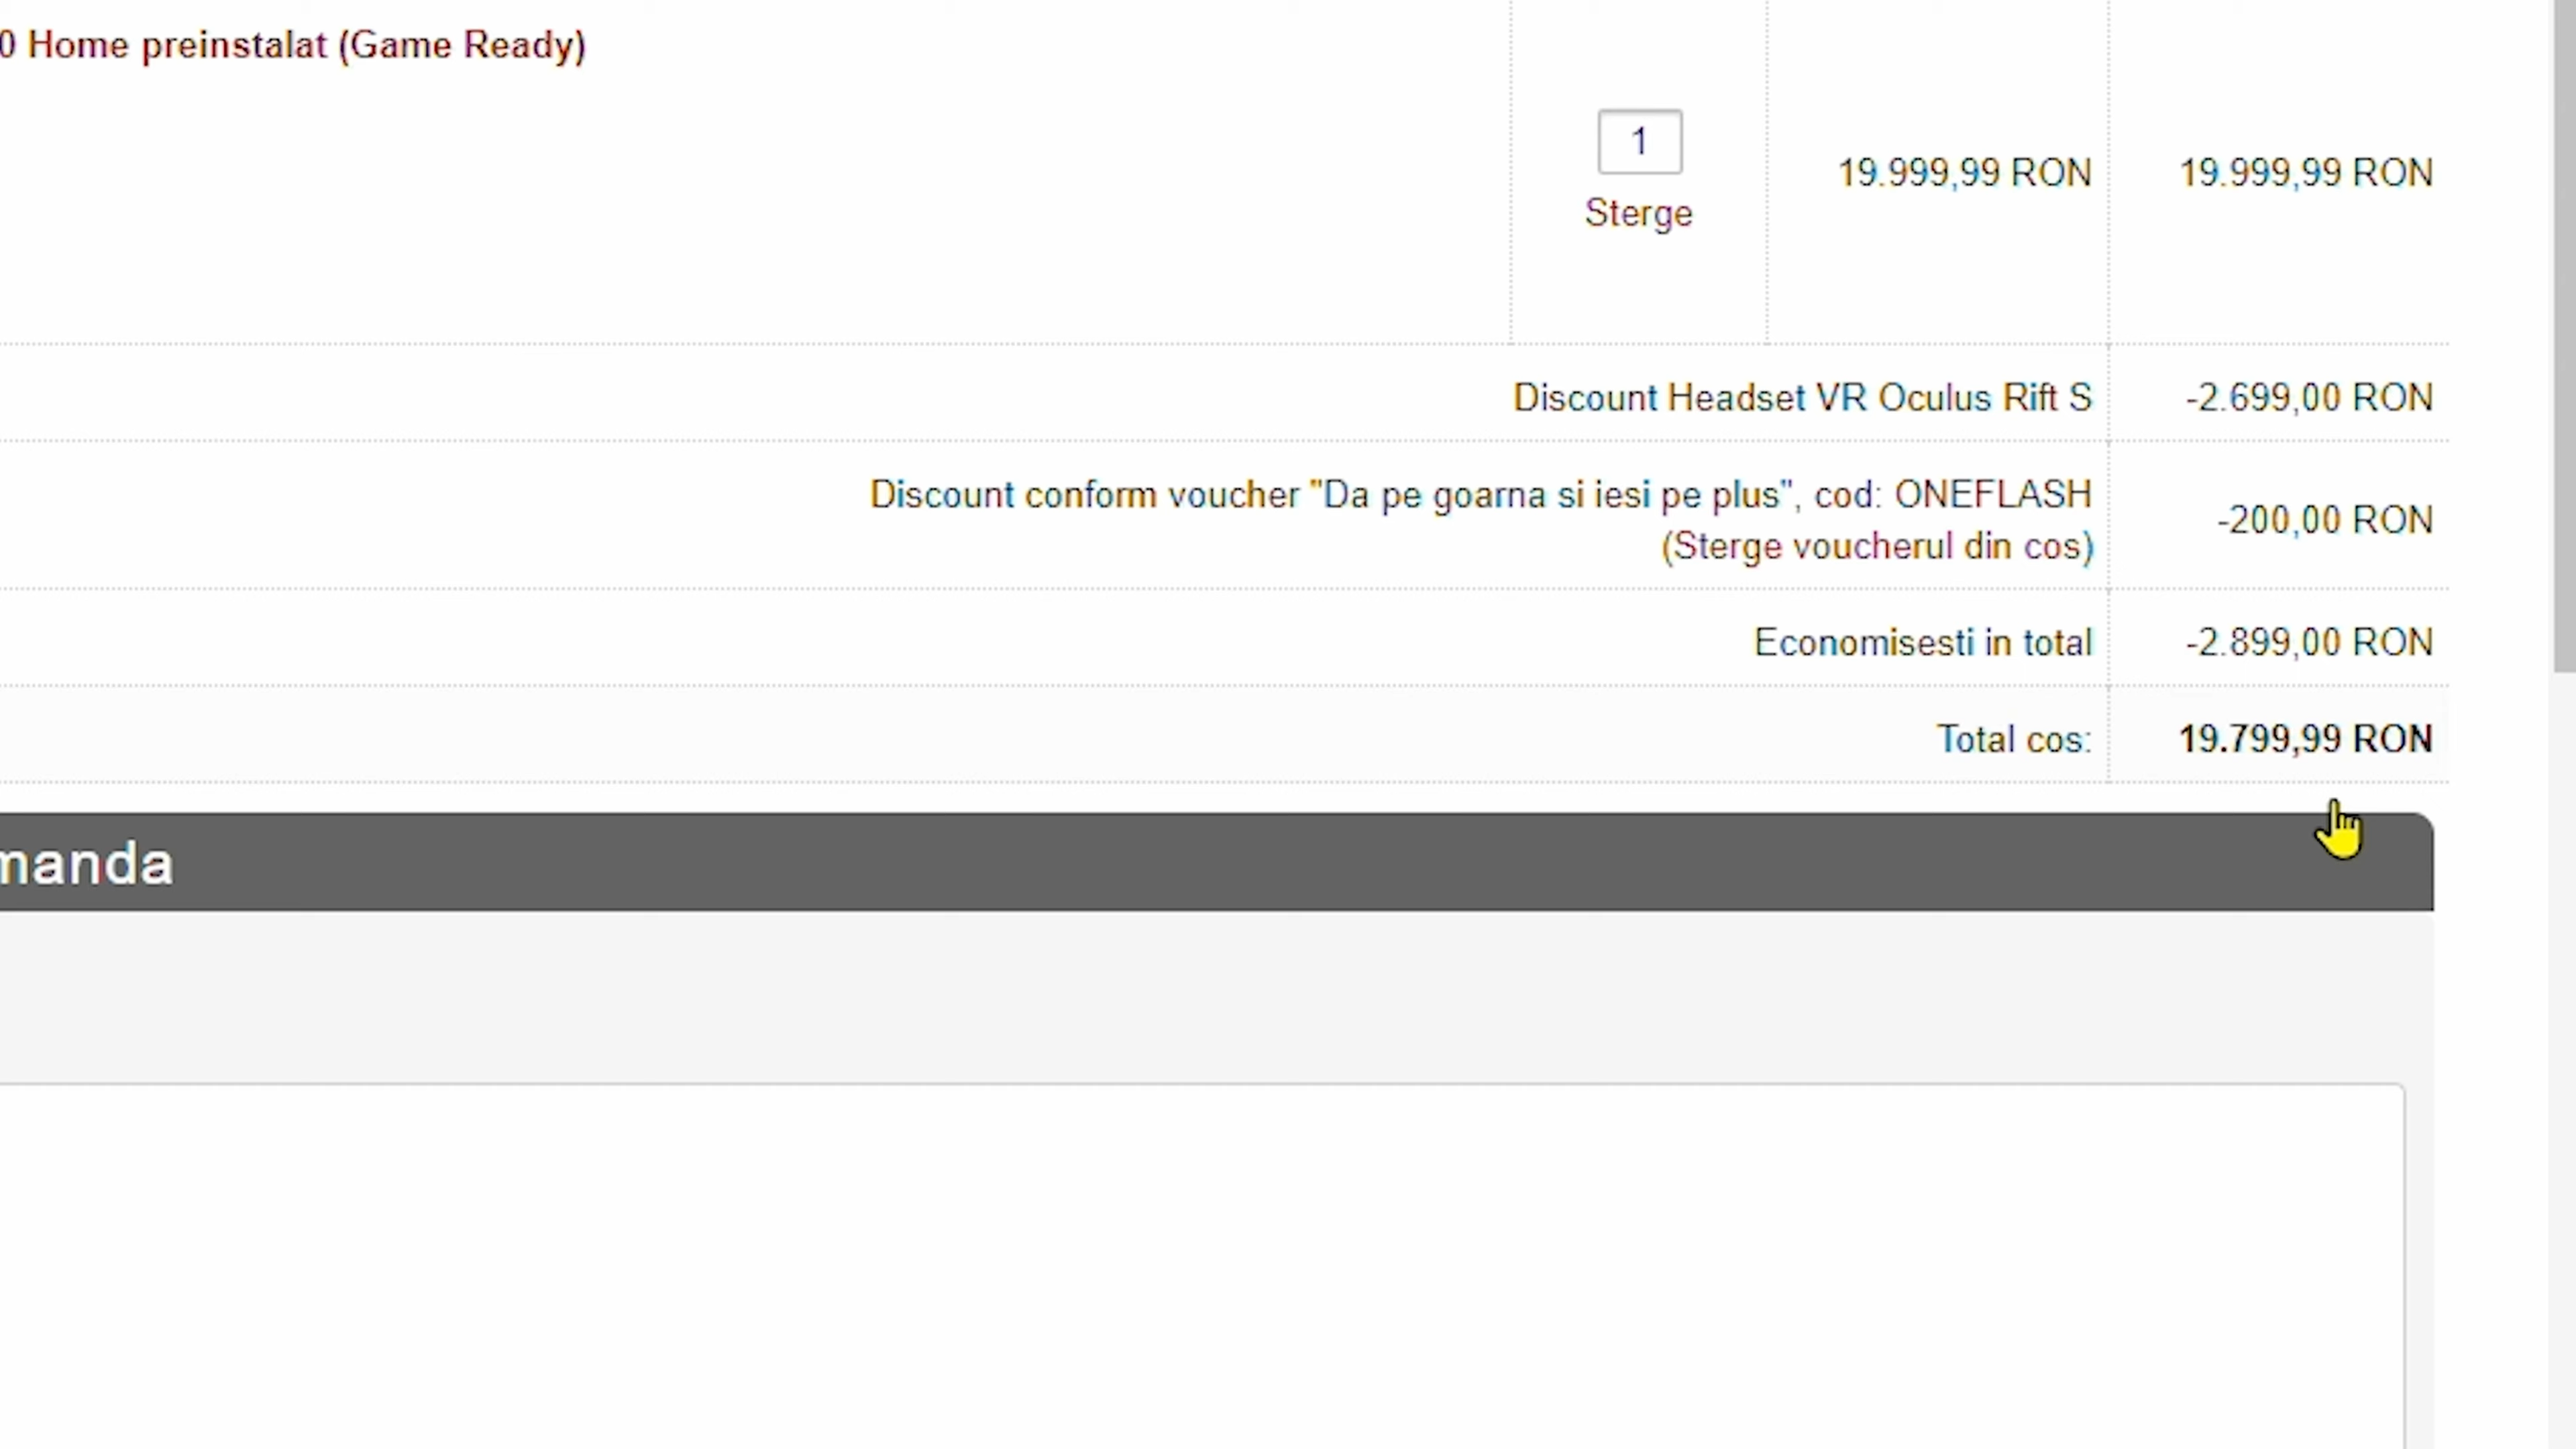 0 Home preinstalat (Game Ready)
1
Sterge
19.999,99 RON
19.999,99 RON
Discount Headset VR Oculus Rift S
-2.699,00 RON
Discount conform voucher "Da pe goarna si iesi pe plus", cod: ONEFLASH
(Sterge voucherul din cos)
-200,00 RON
Economisesti in total
-2.899,00 RON
Total cos:
19.799,99 RON
manda